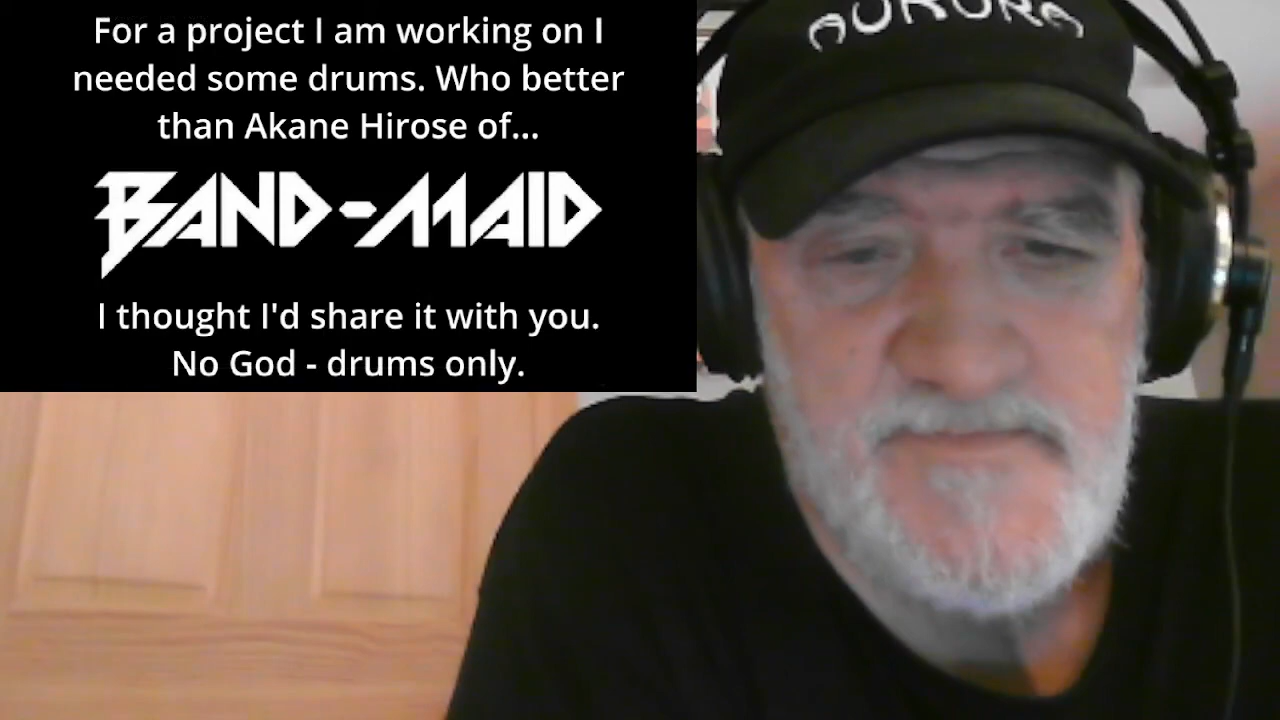 For a project I am working on I
needed some drums. Who better
than Akane Hirose of...
BAND-MAID
I thought I'd share it with you.
No God - drums only.
AURORA